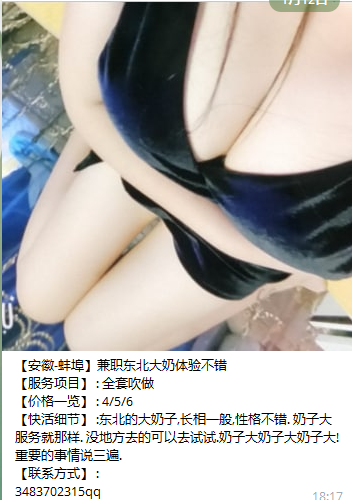 1月12日
【安徽-蚌埠】兼职东北大奶体验不错
【服务项目】:全套吹做
【价格一览】: 4/5/6
【快活细节】:东北的大奶子,长相一般,性格不错.奶子大
服务就那样. 没地方去的可以去试试.奶子大奶子大奶子大!
重要的事情说三遍.
【联系方式】:
3483702315qq
18:17